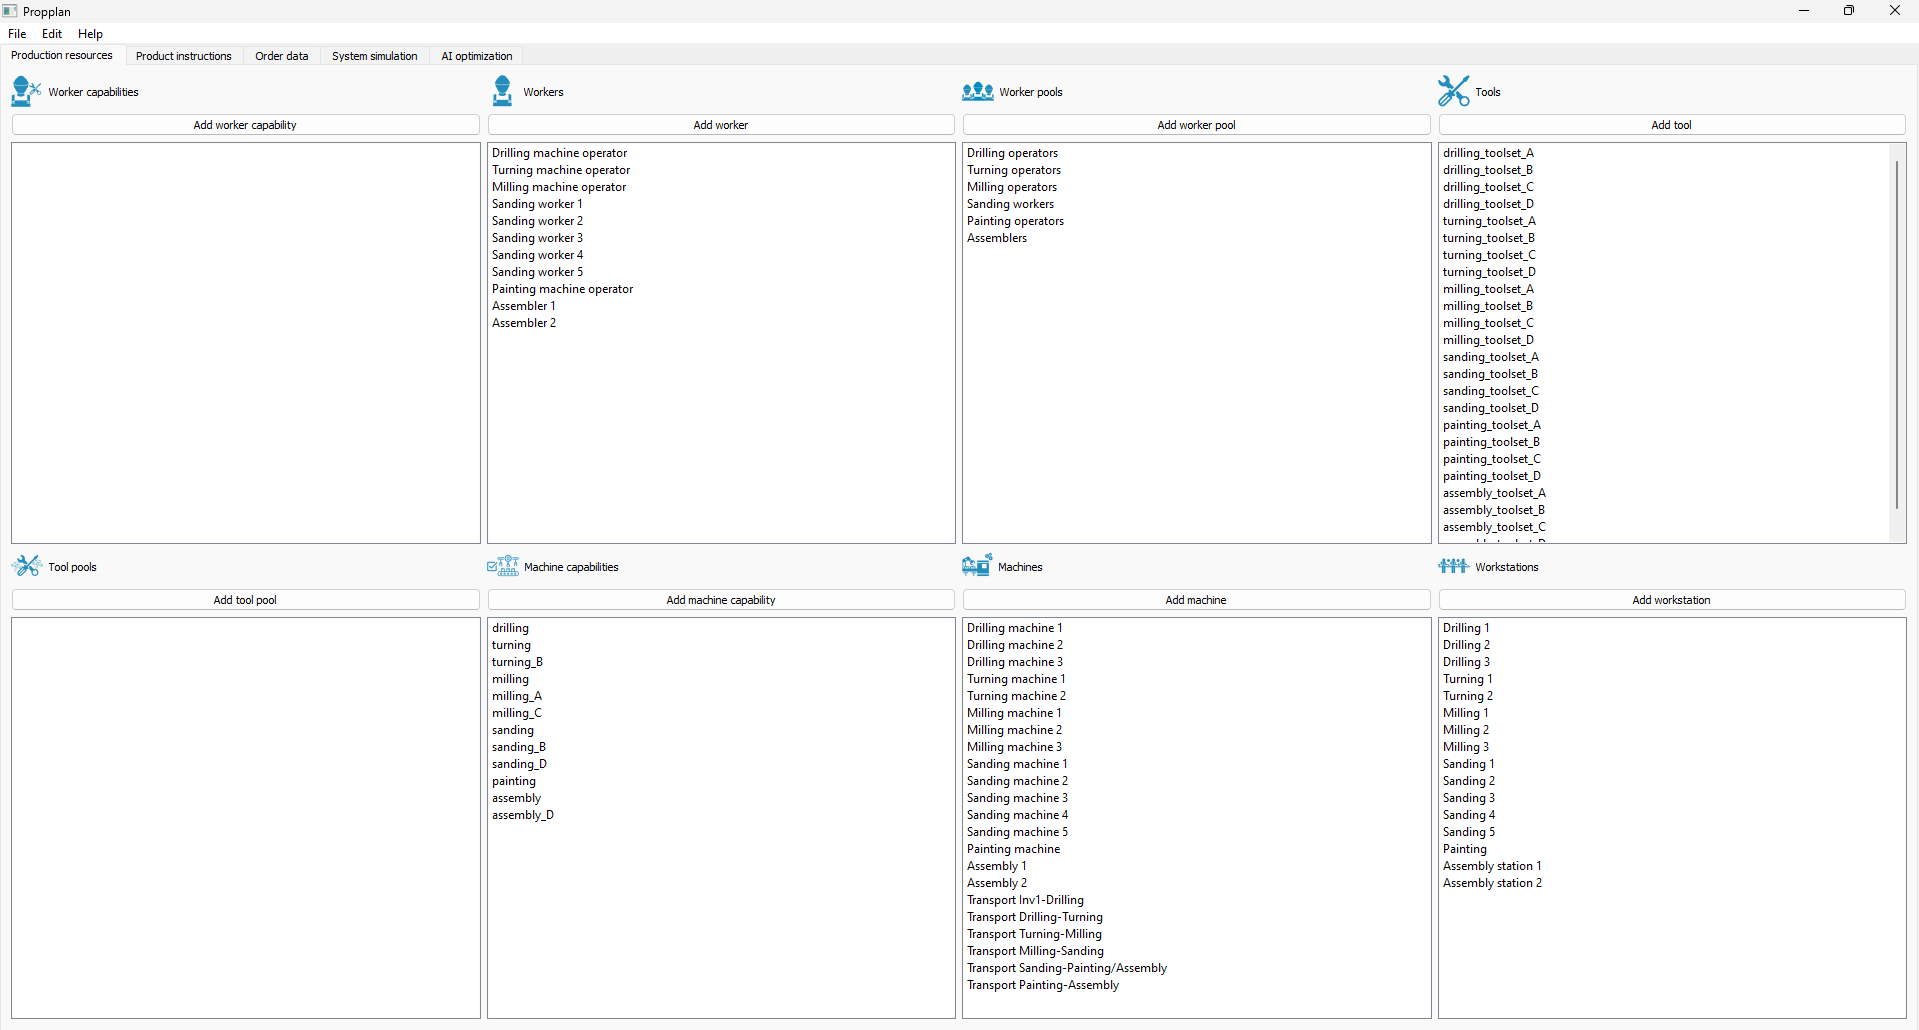 Propplan
File Edit Help
Production resources Product instructions Order data System simulation AI optimization
Worker capabilities
Add worker capability
Workers
Add worker
Drilling machine operator
Turning machine operator
Milling machine operator
Sanding worker 1
Sanding worker 2
Sanding worker 3
Sanding worker 4
Sanding worker 5
Painting machine operator
Assembler 1
Assembler 2
Worker pools
Add worker pool
Drilling operators
Turning operators
Milling operators
Sanding workers
Painting operators
Assemblers
Tools
Add tool
drilling_toolset_A
drilling_toolset_B
drilling_toolset_C
drilling_toolset_D
turning_toolset_A
turning_toolset_B
turning_toolset_C
turning_toolset_D
milling_toolset_A
milling_toolset_B
milling_toolset_C
milling_toolset_D
sanding_toolset_A
sanding_toolset_B
sanding_toolset_C
sanding_toolset_D
painting_toolset_A
painting_toolset_B
painting_toolset_C
painting_toolset_D
assembly_toolset_A
assembly_toolset_B
assembly_toolset_C
Tool pools
Add tool pool
Machine capabilities
Add machine capability
drilling
turning
turning_B
milling
milling_A
milling_C
sanding
sanding_B
sanding_D
painting
assembly
assembly_D
Machines
Add machine
Drilling machine 1
Drilling machine 2
Drilling machine 3
Turning machine 1
Turning machine 2
Milling machine 1
Milling machine 2
Milling machine 3
Sanding machine 1
Sanding machine 2
Sanding machine 3
Sanding machine 4
Sanding machine 5
Painting machine
Assembly 1
Assembly 2
Transport Inv1-Drilling
Transport Drilling-Turning
Transport Turning-Milling
Transport Milling-Sanding
Transport Sanding-Painting/Assembly
Transport Painting-Assembly
Workstations
Add workstation
Drilling 1
Drilling 2
Drilling 3
Turning 1
Turning 2
Milling 1
Milling 2
Milling 3
Sanding 1
Sanding 2
Sanding 3
Sanding 4
Sanding 5
Painting
Assembly station 1
Assembly station 2